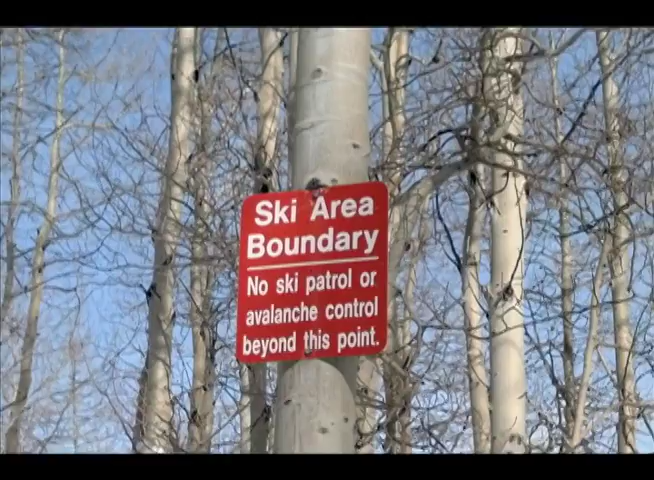 Ski Area
Boundary
No ski patrol or
avalanche control
beyond this point.